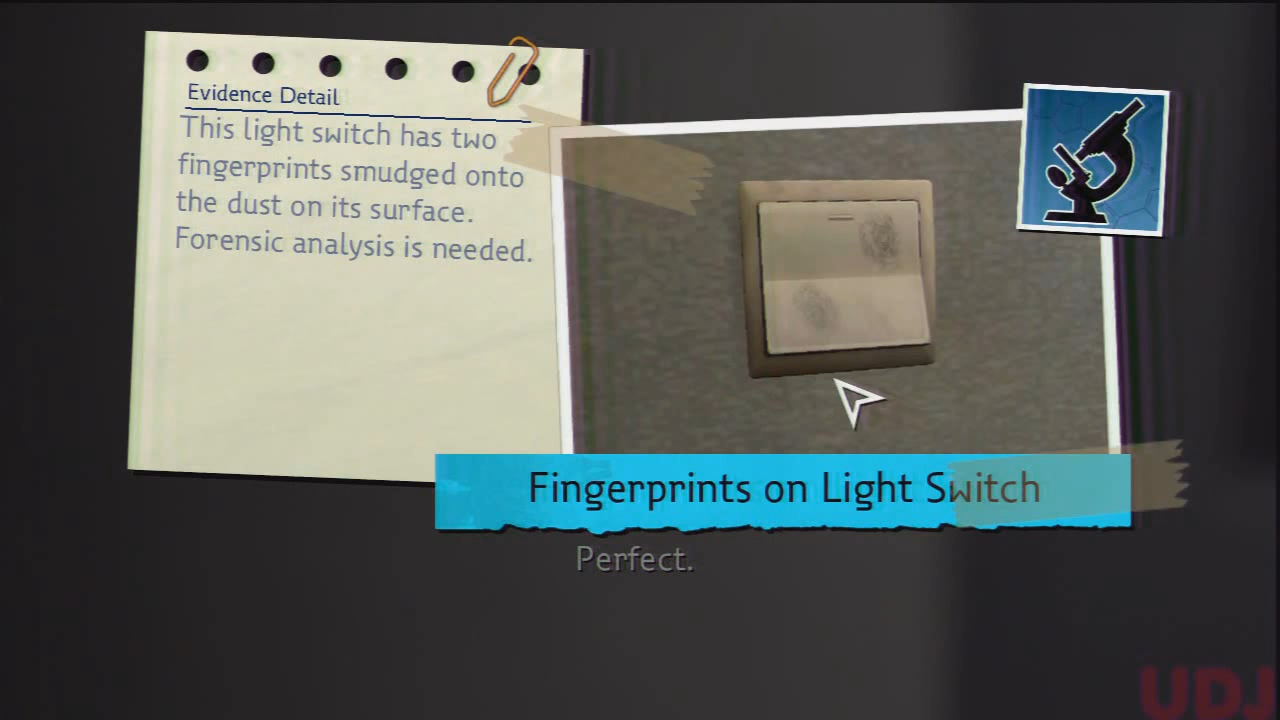 Evidence Detail
This light switch has two
fingerprints smudged onto
the dust on its surface.
Forensic analysis is needed.
Fingerprints on Light Switch
Perfect.
UDJ